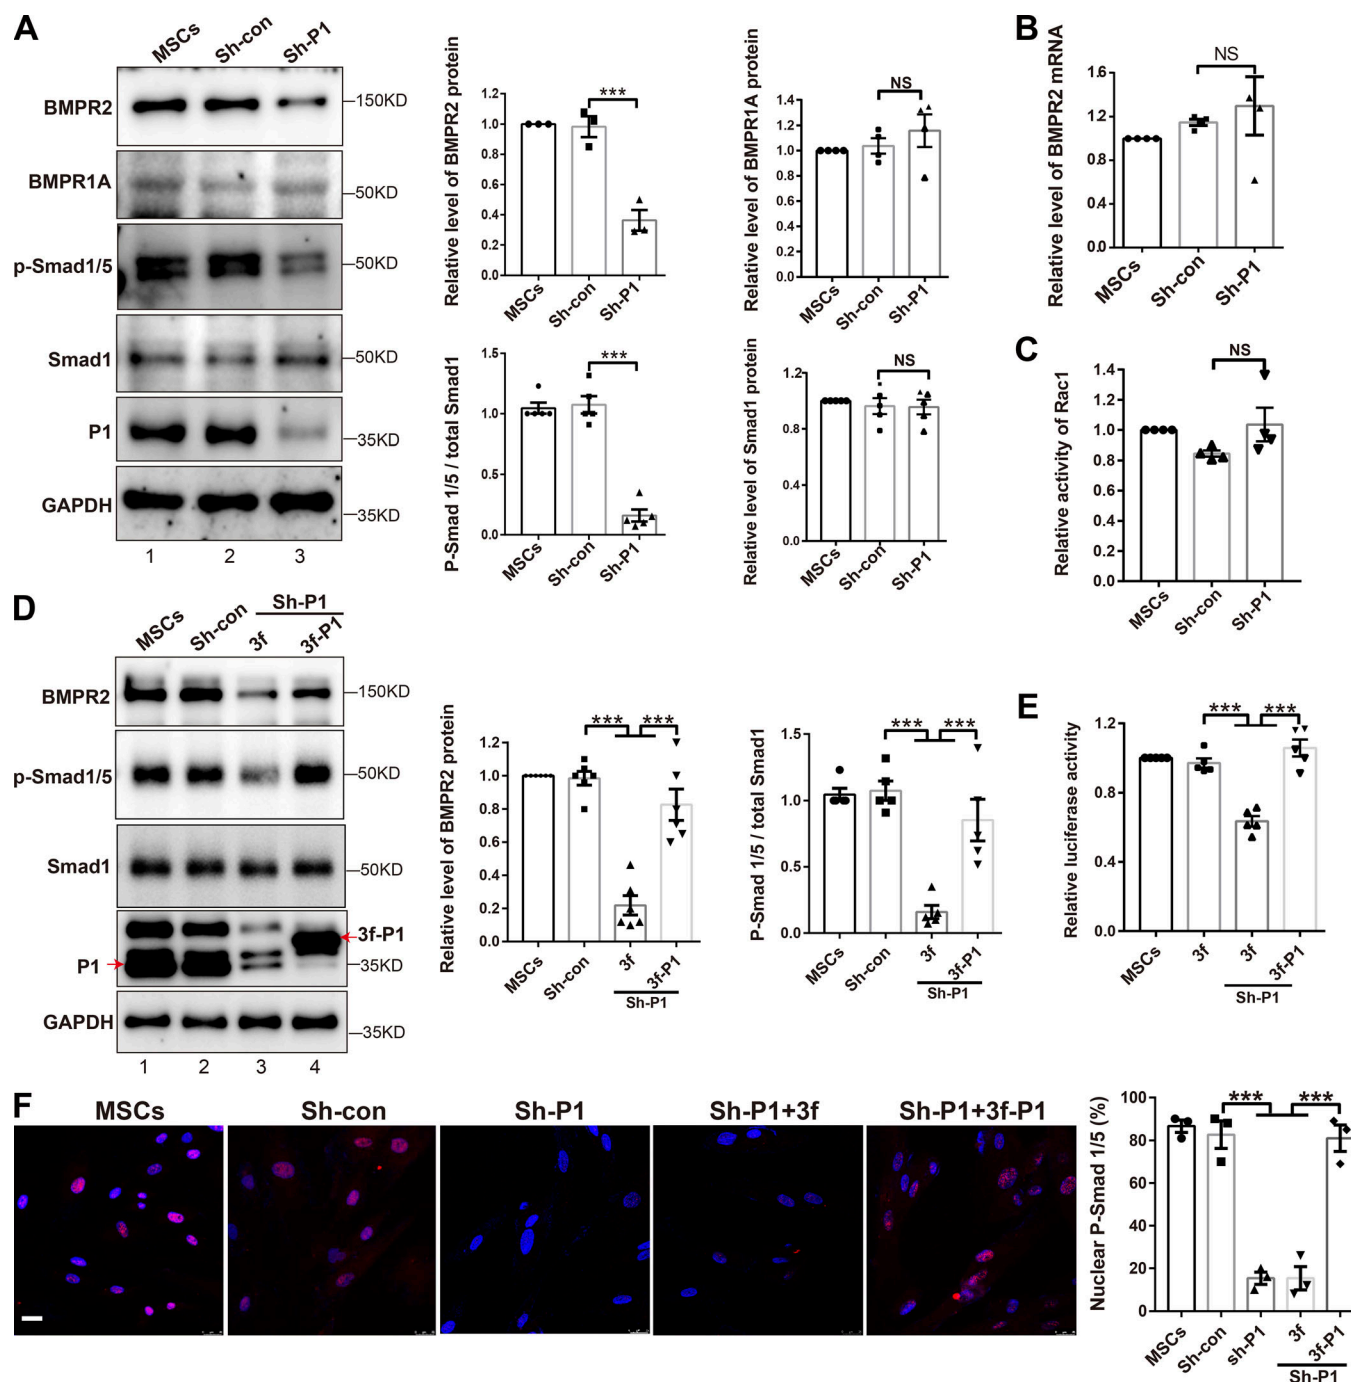 A
MSCs Sh-con Sh-P1
BMPR2
150KD
BMPR1A
50KD
p-Smad1/5
50KD
Smad1
50KD
P1
35KD
GAPDH
35KD
1 2 3
Relative level of BMPR2 protein
1.2
1.0
0.8
0.6
0.4
0.2
0.0
***
MSCs Sh-con Sh-P1
Relative level of BMPR1A protein
1.4
1.2
1.0
0.8
0.6
0.4
0.2
0.0
NS
MSCs Sh-con Sh-P1
P-Smad 1/5 / total Smad1
1.5
1.0
0.5
0.0
***
MSCs Sh-con Sh-P1
Relative level of Smad1 protein
1.2
0.9
0.6
0.3
0.0
NS
MSCs Sh-con Sh-P1
B
Relative level of BMPR2 mRNA
1.6
1.2
0.8
0.4
0.0
NS
MSCs Sh-con Sh-P1
C
Relative activity of Rac1
1.4
1.2
1.0
0.8
0.6
0.4
0.2
0.0
NS
MSCs Sh-con Sh-P1
D
Sh-P1
MSCs Sh-con 3f 3f-P1
BMPR2
150KD
p-Smad1/5
50KD
Smad1
50KD
3f-P1
P1
35KD
GAPDH
35KD
1 2 3 4
Relative level of BMPR2 protein
1.2
1.0
0.8
0.6
0.4
0.2
0.0
*** ***
MSCs Sh-con 3f 3f-P1
Sh-P1
P-Smad 1/5 / total Smad1
1.5
1.0
0.5
0.0
*** ***
MSCs Sh-con 3f 3f-P1
Sh-P1
E
Relative luciferase activity
1.2
0.8
0.4
0.0
*** ***
MSCs 3f 3f 3f-P1
Sh-P1
F
MSCs Sh-con Sh-P1 Sh-P1+3f Sh-P1+3f-P1
Nuclear P-Smad 1/5 (%)
100
80
60
40
20
0
*** ***
MSCs Sh-con sh-P1 3f 3f-P1
Sh-P1